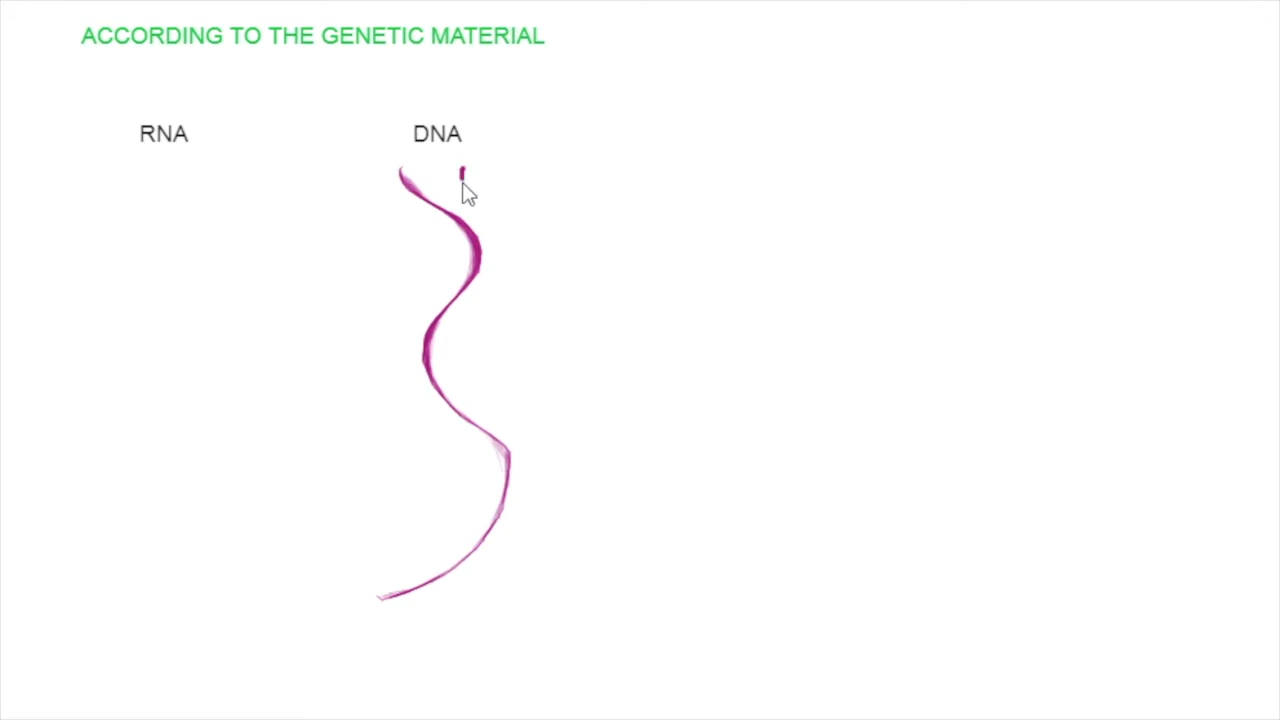 ACCORDING TO THE GENETIC MATERIAL
RNA DNA